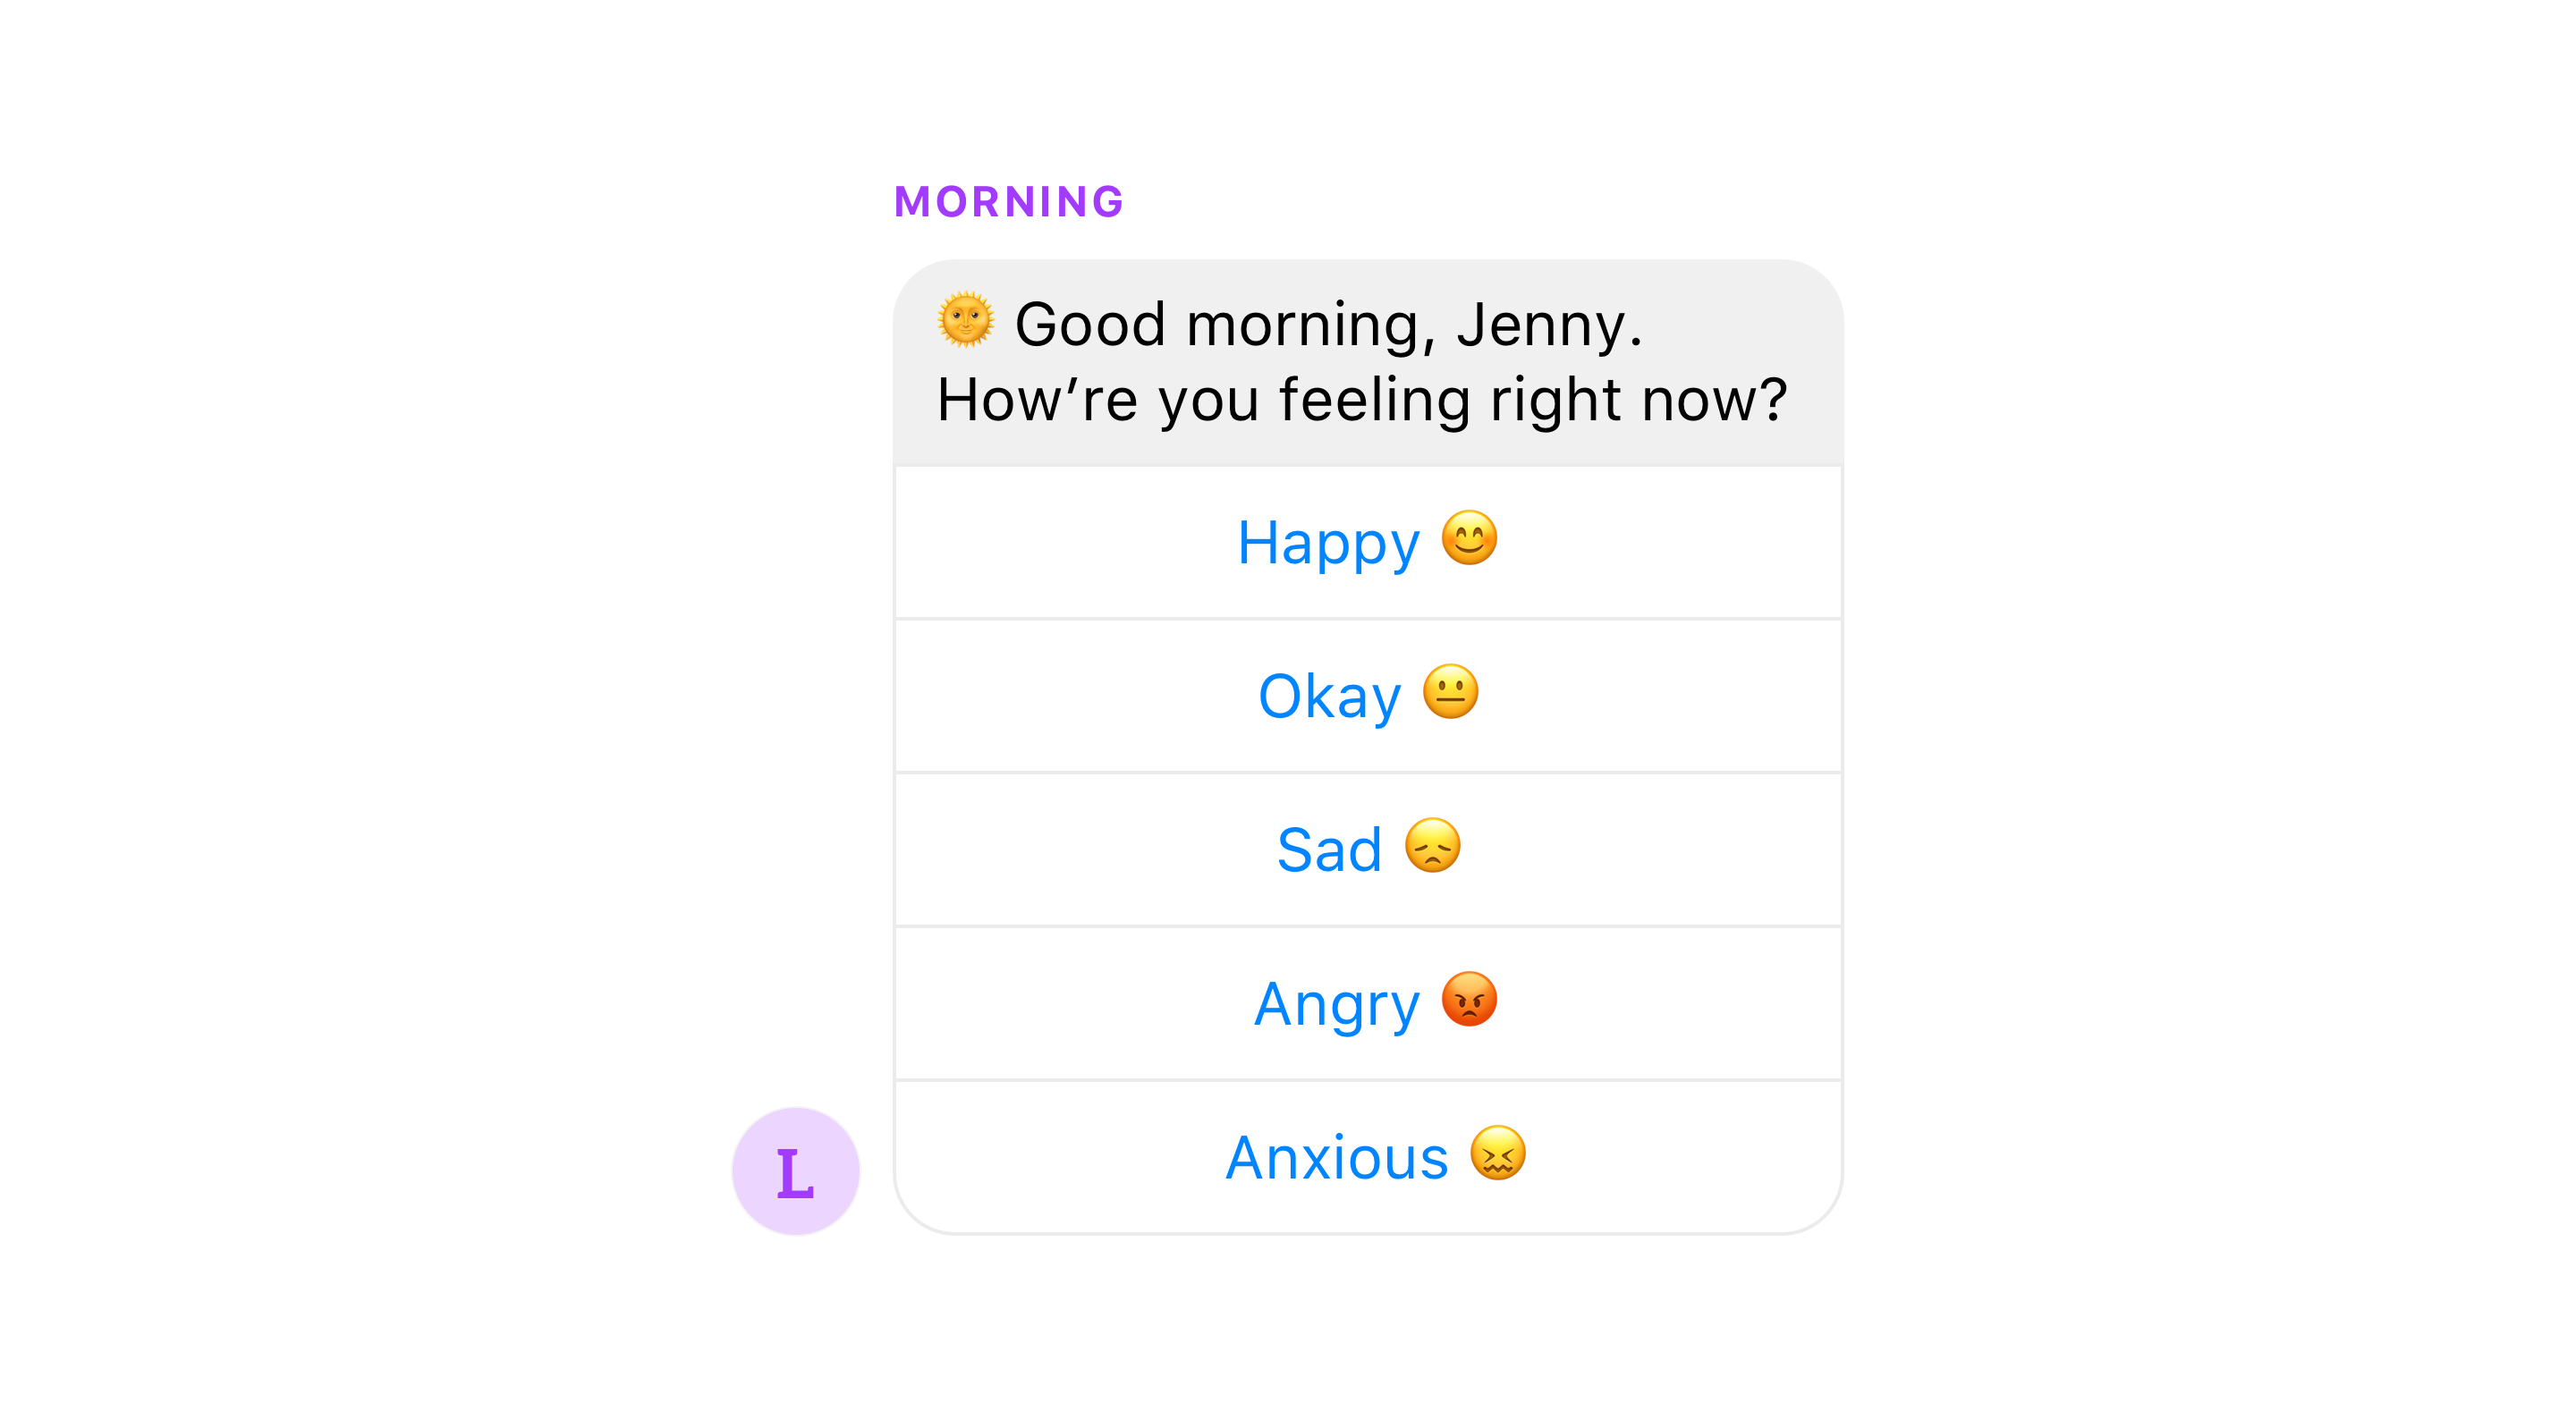 MORNING
🌞 Good morning, Jenny.
How’re you feeling right now?
Happy 😊
Okay 😐
Sad 😞
Angry 😡
Anxious 😖
L